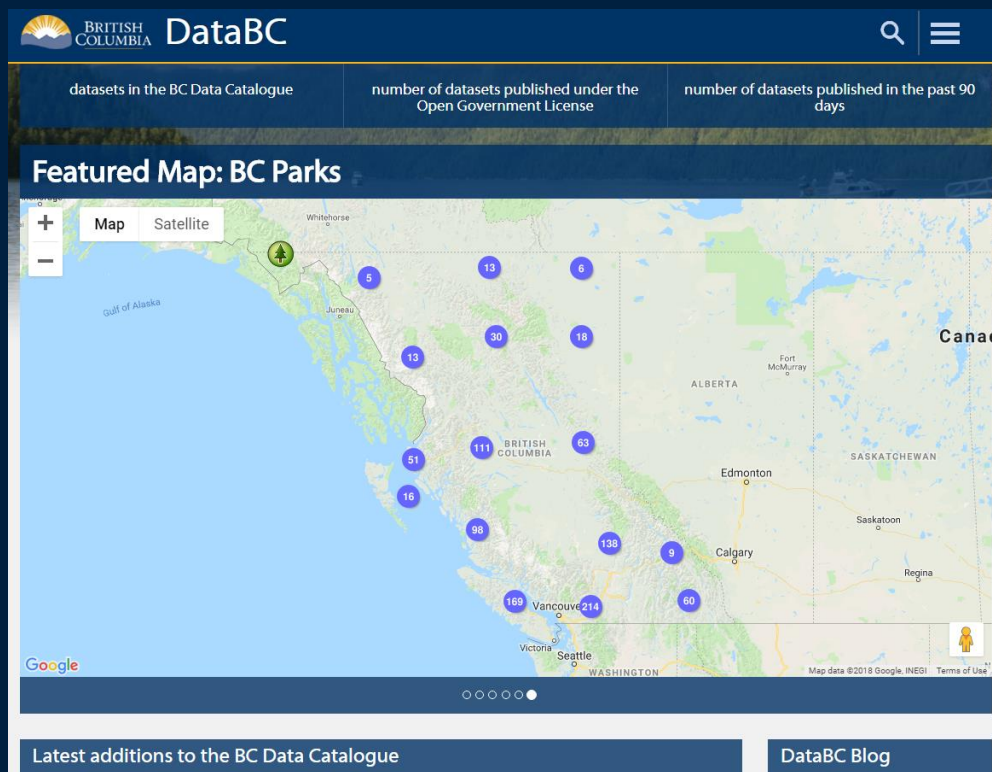 BRITISH
COLUMBIA
DataBC
datasets in the BC Data Catalogue
number of datasets published under the
Open Government License
number of datasets published in the past 90
days
Featured Map: BC Parks
+
Map Satellite
−
Whitehorse
5
13
6
Gulf of Alaska
Juneau
30
18
13
Fort
McMurray
ALBERTA
111
BRITISH
COLUMBIA
63
51
SASKATCHEWAN
Edmonton
16
98
Saskatoon
138
9
Calgary
Regina
169
214
60
Victoria
Seattle
WASHINGTON
Google
Map data ©2018 Google, INEGI
Terms of Use
Latest additions to the BC Data Catalogue
DataBC Blog